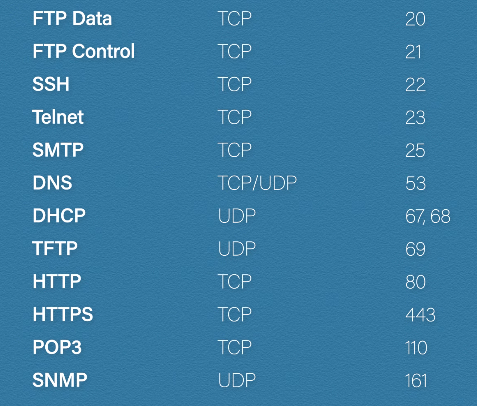 FTP Data TCP 20
FTP Control TCP 21
SSH TCP 22
Telnet TCP 23
SMTP TCP 25
DNS TCP/UDP 53
DHCP UDP 67, 68
TFTP UDP 69
HTTP TCP 80
HTTPS TCP 443
POP3 TCP 110
SNMP UDP 161